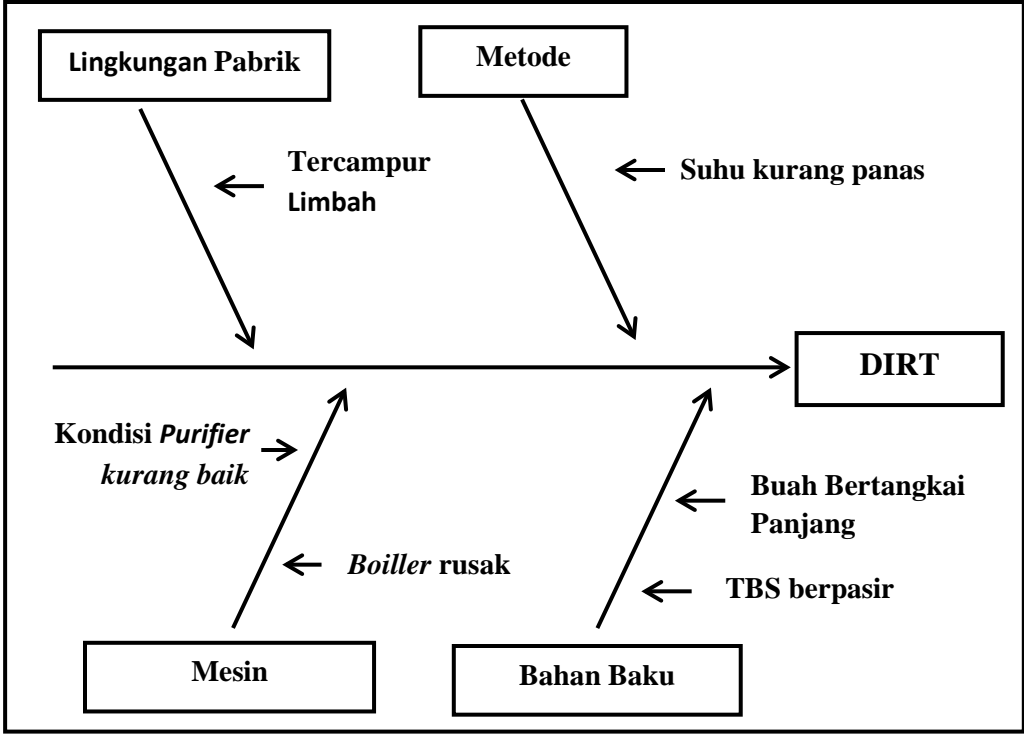 Lingkungan Pabrik
Metode
Tercampur
Limbah
Suhu kurang panas
DIRT
Kondisi Purifier
kurang baik
Buah Bertangkai
Panjang
Boiller rusak
TBS berpasir
Mesin
Bahan Baku